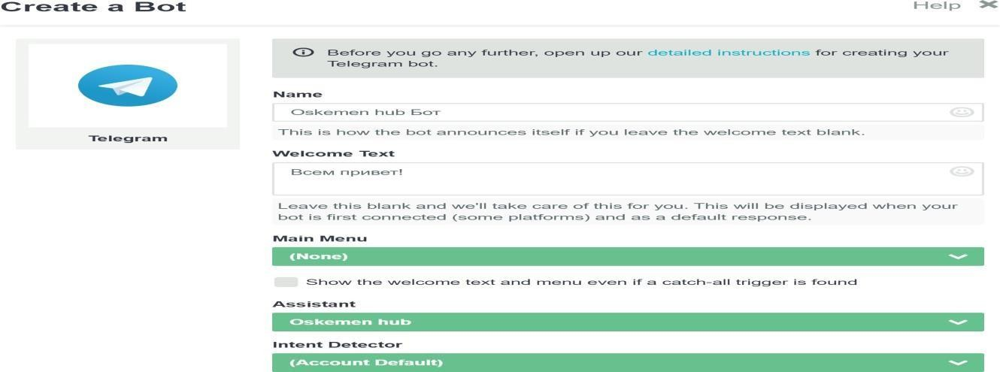 Create a Bot
Help
Telegram
Before you go any further, open up our detailed instructions for creating your
Telegram bot.
Name
Oskemen hub Бот
This is how the bot announces itself if you leave the welcome text blank.
Welcome Text
Всем привет!
Leave this blank and we'll take care of this for you. This will be displayed when your
bot is first connected (some platforms) and as a default response.
Main Menu
(None)
Show the welcome text and menu even if a catch-all trigger is found
Assistant
Oskemen hub
Intent Detector
(Account Default)